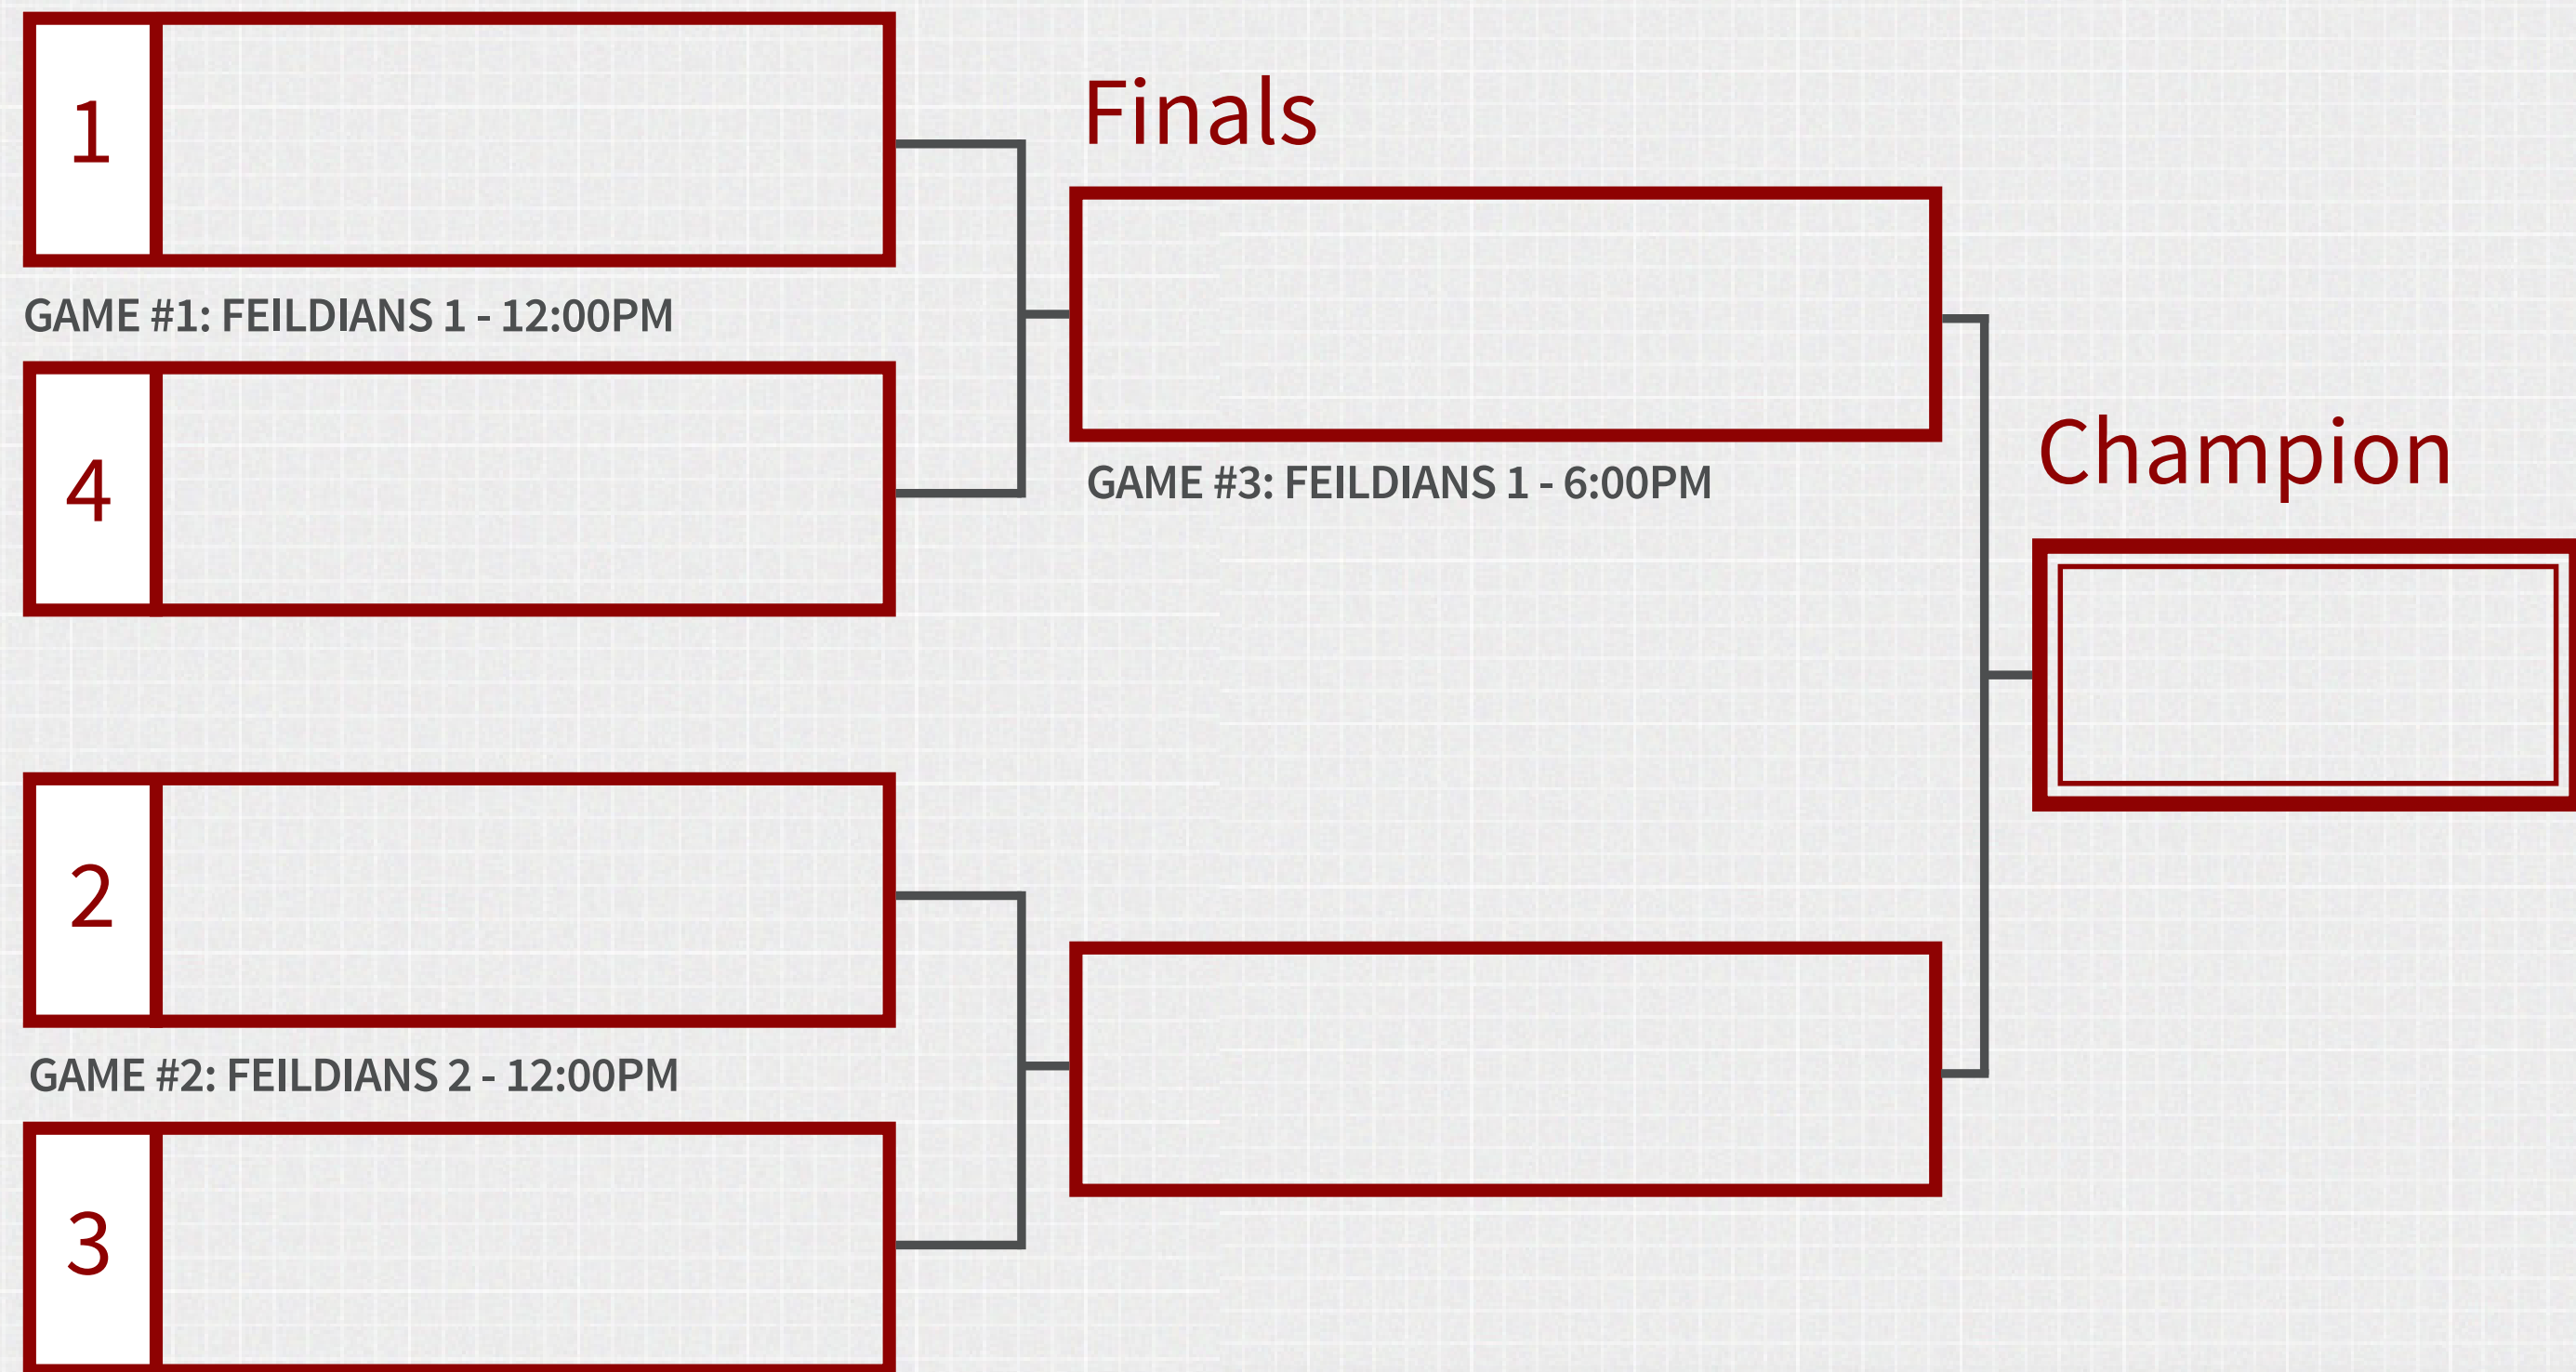 1
Finals
GAME #1: FEILDIANS 1 - 12:00PM
4
GAME #3: FEILDIANS 1 - 6:00PM
Champion
2
GAME #2: FEILDIANS 2 - 12:00PM
3